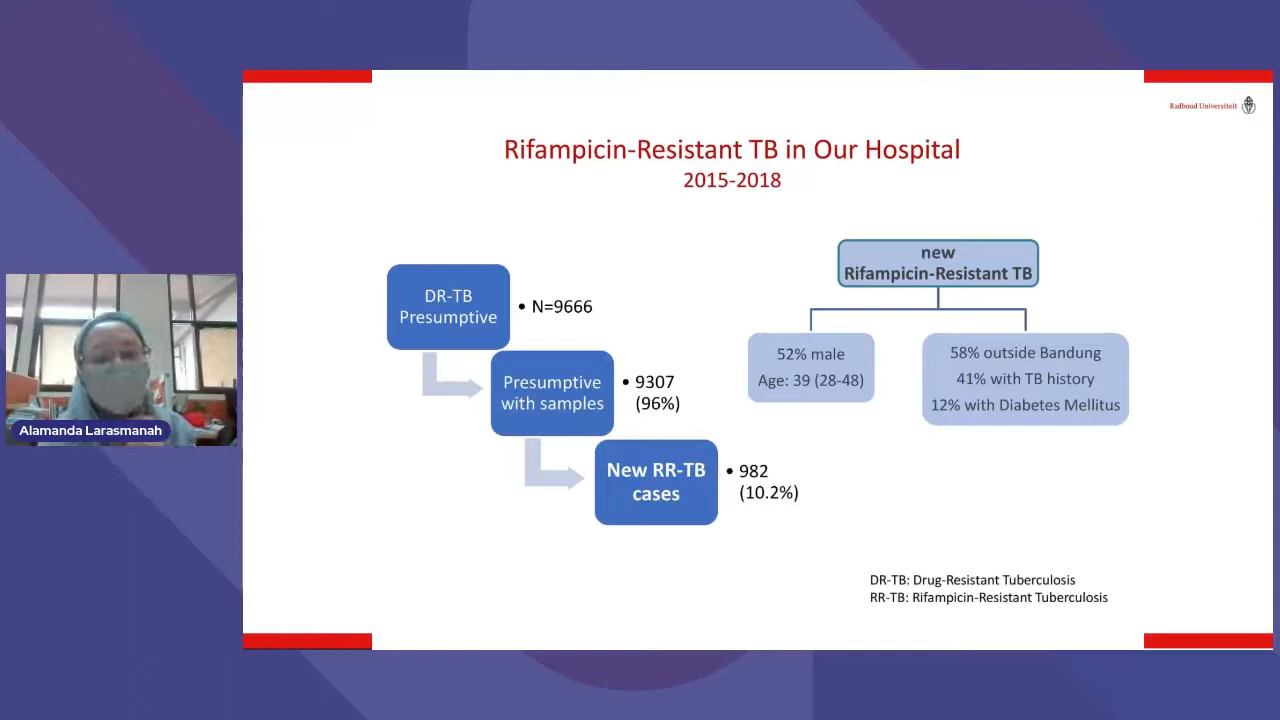 Radboud Universiteit
Rifampicin-Resistant TB in Our Hospital
2015-2018
DR-TB
Presumptive
• N=9666
Presumptive
with samples
• 9307
(96%)
New RR-TB
cases
• 982
(10.2%)
new
Rifampicin-Resistant TB
52% male
Age: 39 (28-48)
58% outside Bandung
41% with TB history
12% with Diabetes Mellitus
DR-TB: Drug-Resistant Tuberculosis
RR-TB: Rifampicin-Resistant Tuberculosis
Alamanda Larasmanah